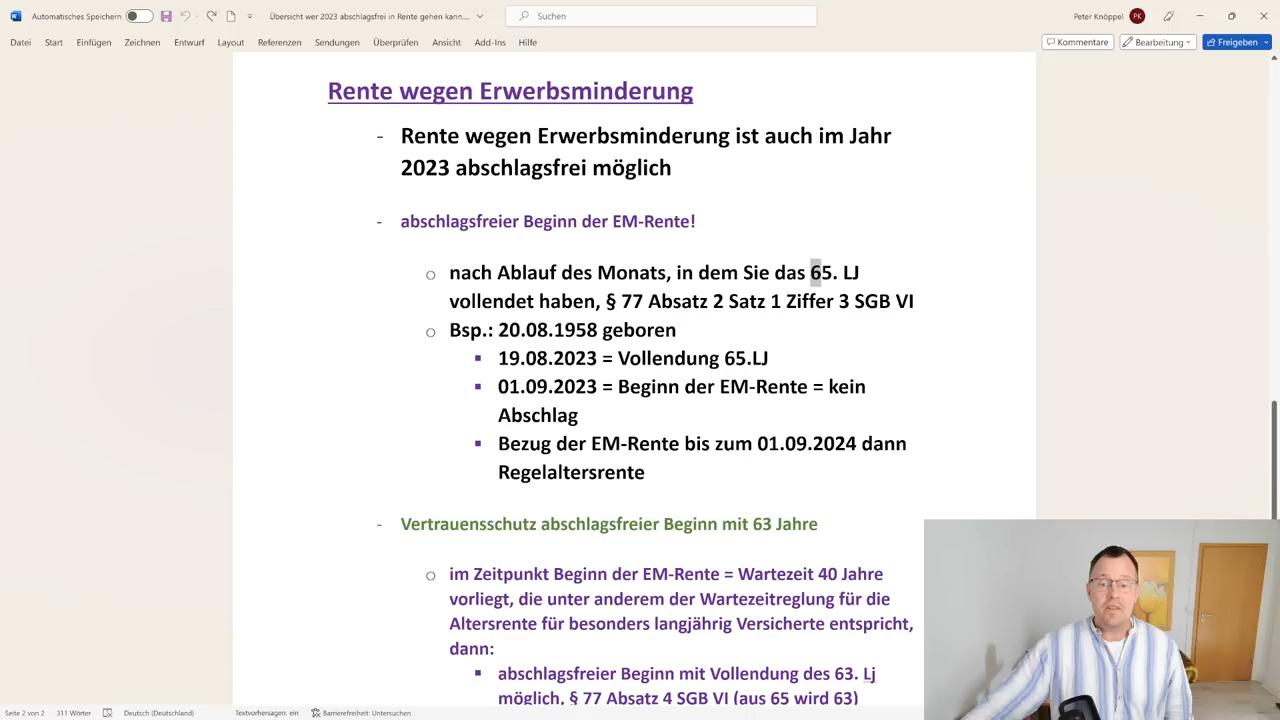 Automatisches Speichern
Übersicht wer 2023 abschlagsfrei in Rente gehen kann....
Suchen
Peter Knöppel
PK
Datei Start Einfügen Zeichnen Entwurf Layout Referenzen Sendungen Überprüfen Ansicht Add-Ins Hilfe
Kommentare Bearbeitung Freigeben
Rente wegen Erwerbsminderung
- Rente wegen Erwerbsminderung ist auch im Jahr
2023 abschlagsfrei möglich
- abschlagsfreier Beginn der EM-Rente!
o nach Ablauf des Monats, in dem Sie das 65. LJ
vollendet haben, § 77 Absatz 2 Satz 1 Ziffer 3 SGB VI
o Bsp.: 20.08.1958 geboren
▪ 19.08.2023 = Vollendung 65.LJ
▪ 01.09.2023 = Beginn der EM-Rente = kein
Abschlag
▪ Bezug der EM-Rente bis zum 01.09.2024 dann
Regelaltersrente
- Vertrauensschutz abschlagsfreier Beginn mit 63 Jahre
o im Zeitpunkt Beginn der EM-Rente = Wartezeit 40 Jahre
vorliegt, die unter anderem der Wartezeitreglung für die
Altersrente für besonders langjährig Versicherte entspricht,
dann:
▪ abschlagsfreier Beginn mit Vollendung des 63. Lj
möglich, § 77 Absatz 4 SGB VI (aus 65 wird 63)
Seite 2 von 2 311 Wörter Deutsch (Deutschland) Textvorhersagen: ein Barrierefreiheit: Untersuchen